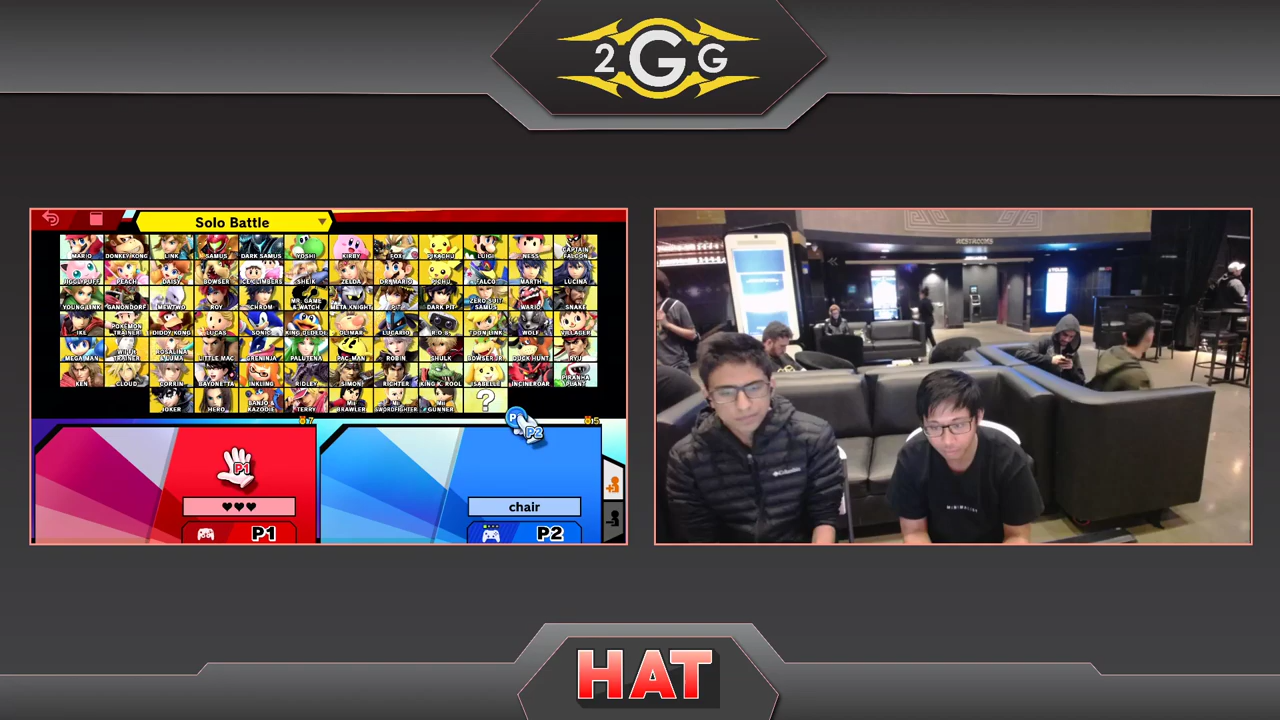 2GG
Solo Battle
MARIO DONKEY KONG LINK SAMUS DARK SAMUS YOSHI KIRBY FOX PIKACHU LUIGI NESS CAPTAIN FALCON
JIGGLYPUFF PEACH DAISY BOWSER ICE CLIMBERS SHEIK ZELDA DR. MARIO PICHU FALCO MARTH LUCINA
YOUNG LINK GANONDORF MEWTWO ROY CHROM MR. GAME & WATCH META KNIGHT PIT DARK PIT ZERO SUIT SAMUS WARIO SNAKE
IKE POKÉMON TRAINER DIDDY KONG LUCAS SONIC KING DEDEDE OLIMAR LUCARIO R.O.B. TOON LINK WOLF VILLAGER
MEGA MAN WII FIT TRAINER ROSALINA & LUMA LITTLE MAC GRENINJA PALUTENA PAC-MAN ROBIN SHULK BOWSER JR. DUCK HUNT RYU
KEN CLOUD CORRIN BAYONETTA INKLING RIDLEY SIMON RICHTER KING K. ROOL ISABELLE INCINEROAR PIRANHA PLANT
JOKER HERO BANJO & KAZOOIE TERRY Mii BRAWLER Mii SWORDFIGHTER Mii GUNNER ?
7
5
P1
P2
♥♥♥
chair
P1
P2
RESTROOMS
Columbia
HAT